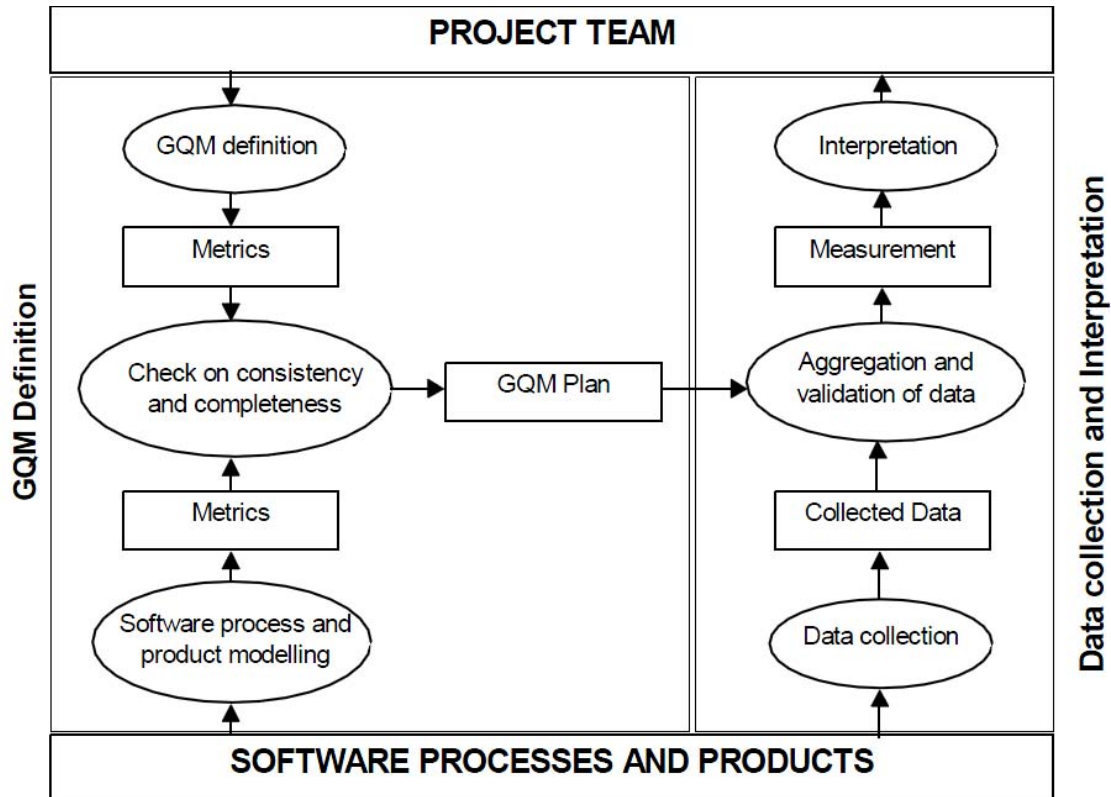 PROJECT TEAM
GQM Definition
GQM definition
Metrics
Check on consistency
and completeness
Metrics
Software process and
product modelling
GQM Plan
Interpretation
Measurement
Aggregation and
validation of data
Collected Data
Data collection
Data collection and Interpretation
SOFTWARE PROCESSES AND PRODUCTS